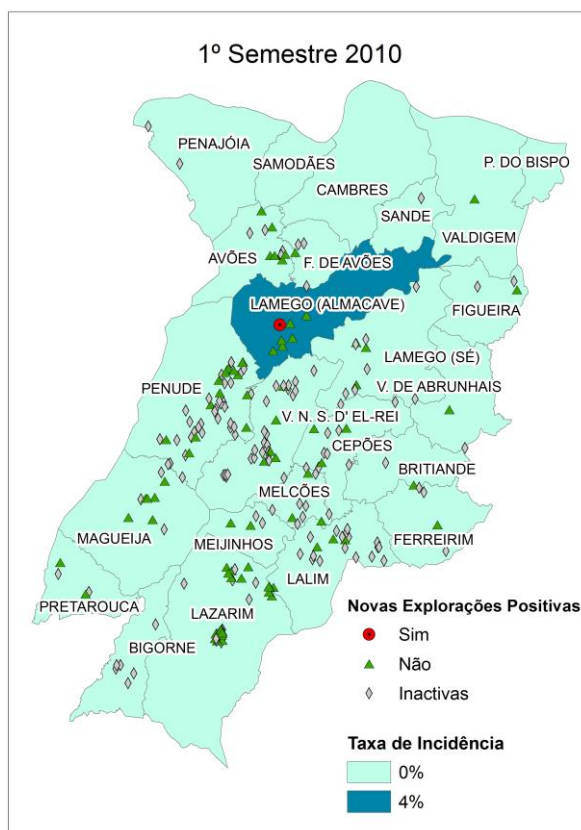 1º Semestre 2010
PENAJÓIA
SAMODÃES
P. DO BISPO
CAMBRES
SANDE
VALDIGEM
AVÕES
F. DE AVÕES
LAMEGO (ALMACAVE)
FIGUEIRA
LAMEGO (SÉ)
PENUDE
V. DE ABRUNHAIS
V. N. S. D' EL-REI
CEPÕES
BRITIANDE
MELCÕES
MAGUEIJA
MEIJINHOS
FERREIRIM
LALIM
PRETAROUCA
LAZARIM
BIGORNE
Novas Explorações Positivas
Sim
Não
Inactivas
Taxa de Incidência
0%
4%